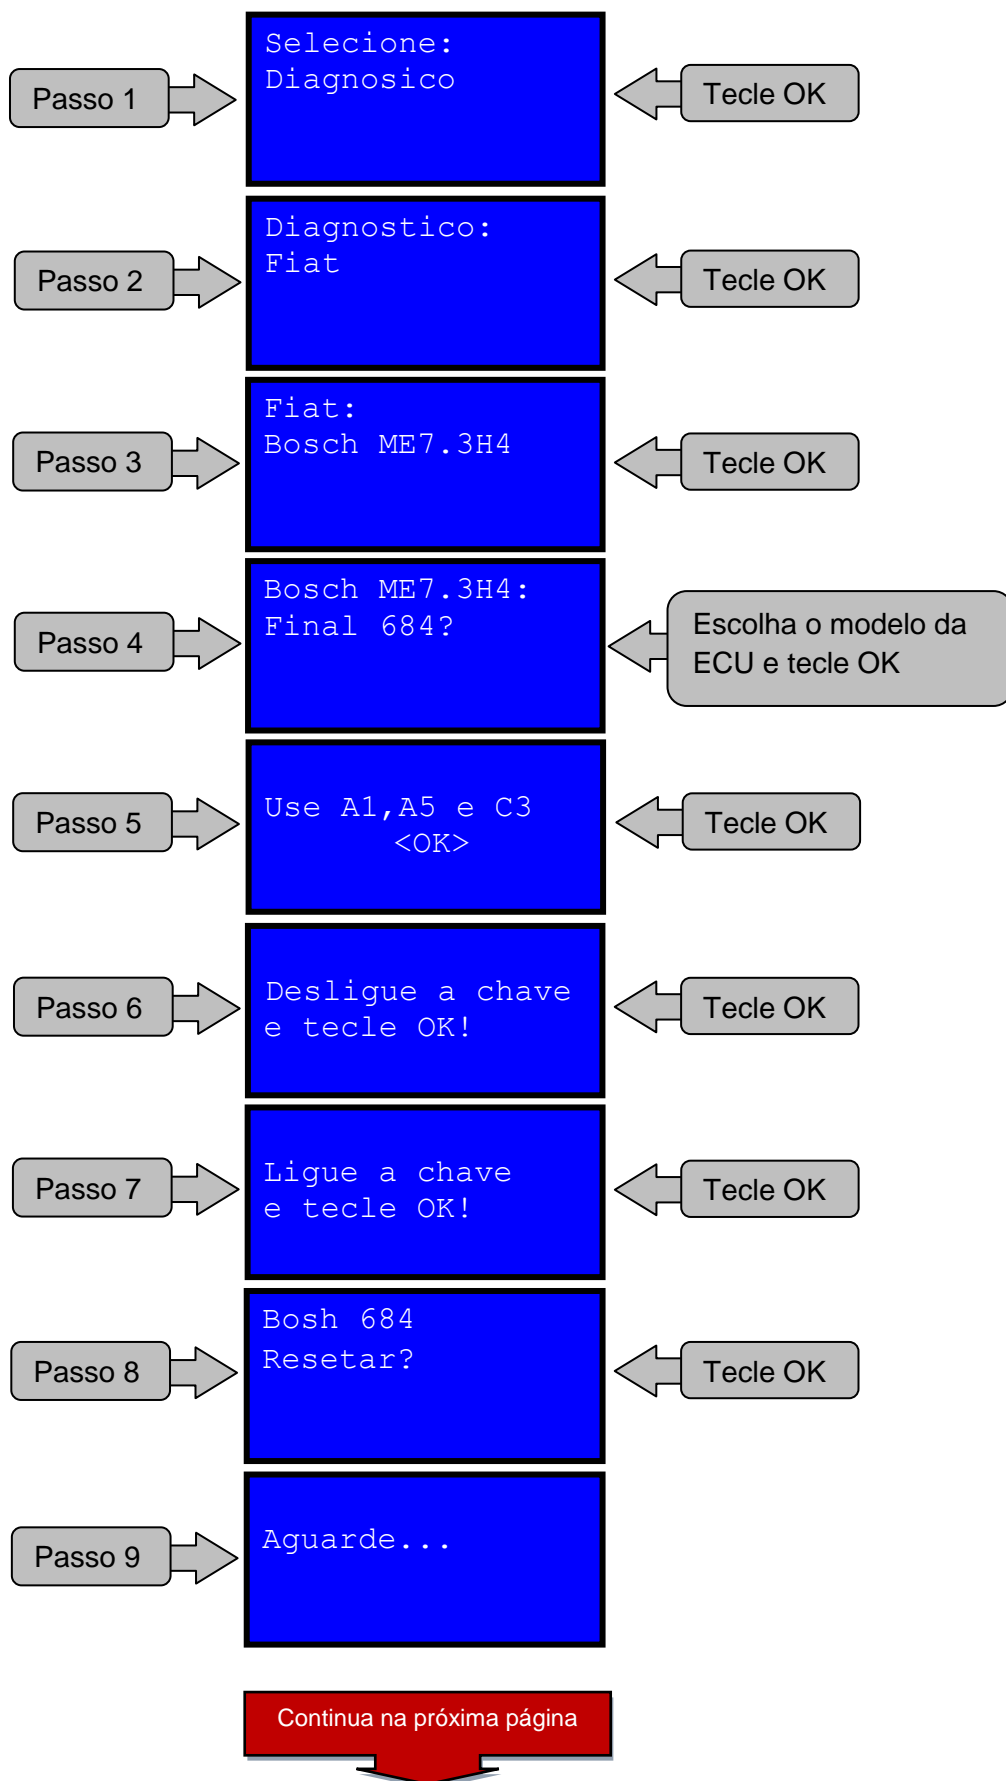 Passo 1
Selecione:
Diagnosico
Tecle OK
Passo 2
Diagnostico:
Fiat
Tecle OK
Passo 3
Fiat:
Bosch ME7.3H4
Tecle OK
Passo 4
Bosch ME7.3H4:
Final 684?
Escolha o modelo da
ECU e tecle OK
Passo 5
Use A1,A5 e C3
<OK>
Tecle OK
Passo 6
Desligue a chave
e tecle OK!
Tecle OK
Passo 7
Ligue a chave
e tecle OK!
Tecle OK
Passo 8
Bosh 684
Resetar?
Tecle OK
Passo 9
Aguarde...
Continua na próxima página